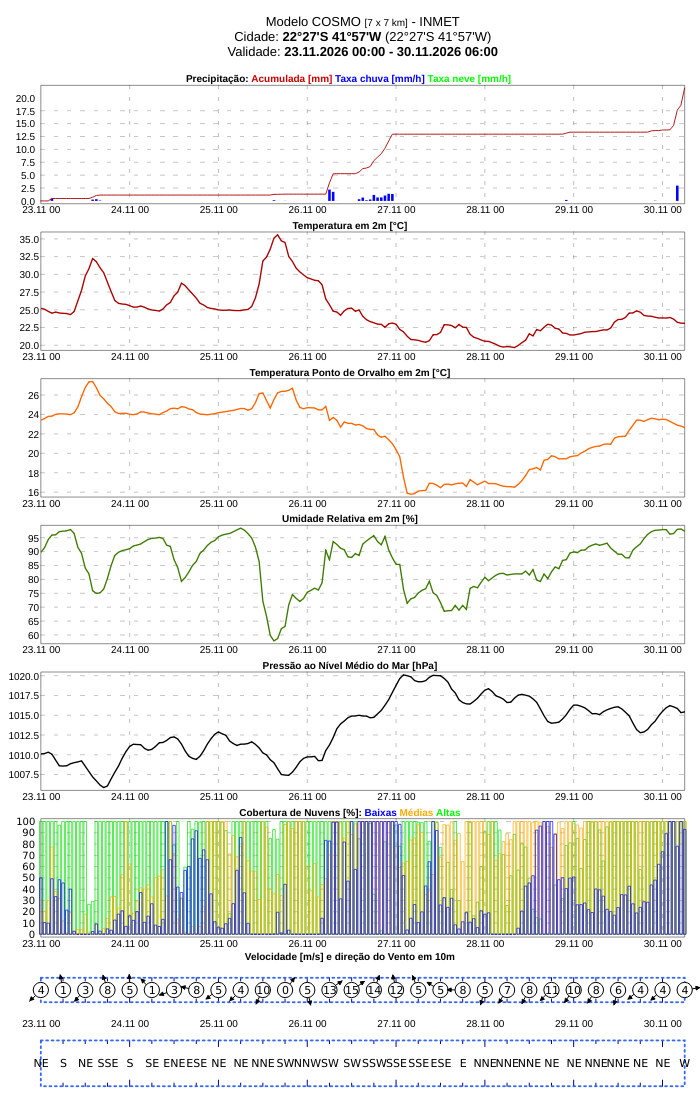 Modelo COSMO [7 x 7 km] - INMET
Cidade: 22°27'S 41°57'W (22°27'S 41°57'W)
Validade: 23.11.2026 00:00 - 30.11.2026 06:00
Precipitação: Acumulada [mm] Taxa chuva [mm/h] Taxa neve [mm/h]
20.0
17.5
15.0
12.5
10.0
7.5
5.0
2.5
0.0
23.11 00 24.11 00 25.11 00 26.11 00 27.11 00 28.11 00 29.11 00 30.11 00
Temperatura em 2m [°C]
35.0
32.5
30.0
27.5
25.0
22.5
20.0
23.11 00 24.11 00 25.11 00 26.11 00 27.11 00 28.11 00 29.11 00 30.11 00
Temperatura Ponto de Orvalho em 2m [°C]
26
24
22
20
18
16
23.11 00 24.11 00 25.11 00 26.11 00 27.11 00 28.11 00 29.11 00 30.11 00
Umidade Relativa em 2m [%]
95
90
85
80
75
70
65
60
23.11 00 24.11 00 25.11 00 26.11 00 27.11 00 28.11 00 29.11 00 30.11 00
Pressão ao Nível Médio do Mar [hPa]
1020.0
1017.5
1015.0
1012.5
1010.0
1007.5
23.11 00 24.11 00 25.11 00 26.11 00 27.11 00 28.11 00 29.11 00 30.11 00
Cobertura de Nuvens [%]: Baixas Médias Altas
100
90
80
70
60
50
40
30
20
10
0
23.11 00 24.11 00 25.11 00 26.11 00 27.11 00 28.11 00 29.11 00 30.11 00
Velocidade [m/s] e direção do Vento em 10m
4 1 3 8 5 1 3 8 5 4 10 0 5 13 15 14 12 5 5 8 5 7 8 11 10 8 6 4 4 4
23.11 00 24.11 00 25.11 00 26.11 00 27.11 00 28.11 00 29.11 00 30.11 00
NE S NE SSE S SE ENE ESE NE NE NNE SW NNW SW SW SSW SSE SSE ESE E NNE NNE NNE NE NE NNE NNE NE NE W